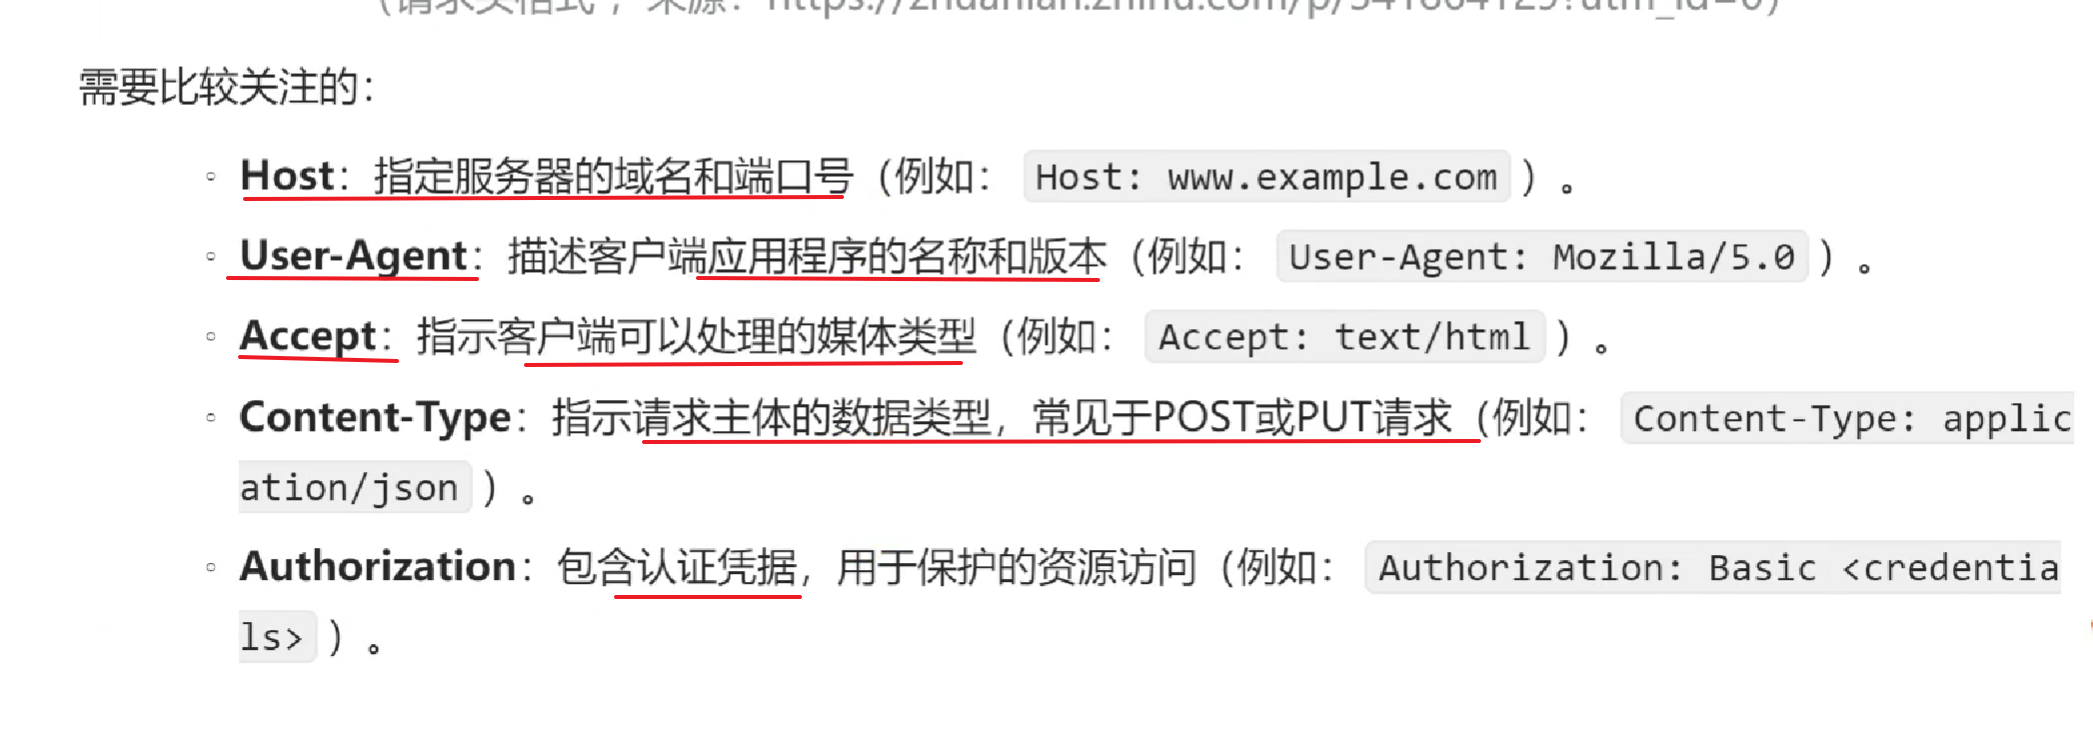 需要比较关注的：
Host：指定服务器的域名和端口号（例如： Host: www.example.com ）。
User-Agent：描述客户端应用程序的名称和版本（例如： User-Agent: Mozilla/5.0 ）。
Accept：指示客户端可以处理的媒体类型（例如： Accept: text/html ）。
Content-Type：指示请求主体的数据类型，常见于POST或PUT请求（例如： Content-Type: applic
ation/json ）。
Authorization：包含认证凭据，用于保护的资源访问（例如： Authorization: Basic <credentia
ls> ）。